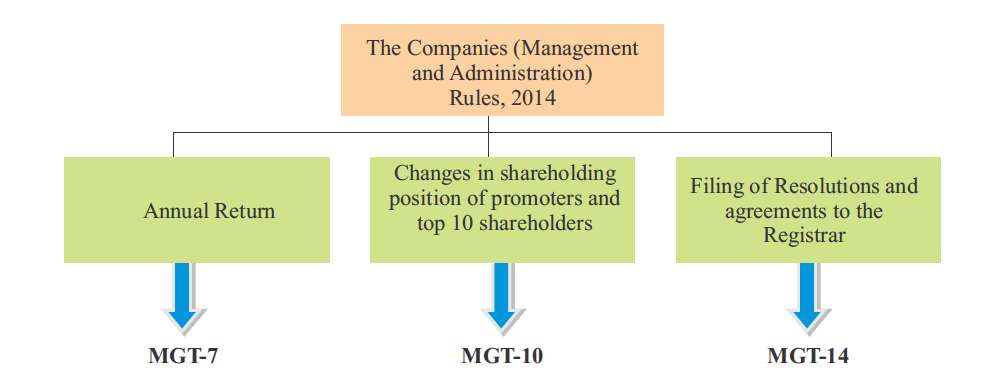 The Companies (Management
and Administration)
Rules, 2014
Annual Return
Changes in shareholding
position of promoters and
top 10 shareholders
Filing of Resolutions and
agreements to the
Registrar
MGT-7
MGT-10
MGT-14